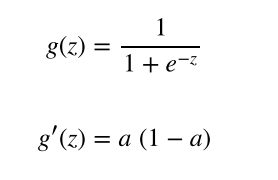 g(z) = 1 / (1 + e^{-z})
g′(z) = a (1 − a)